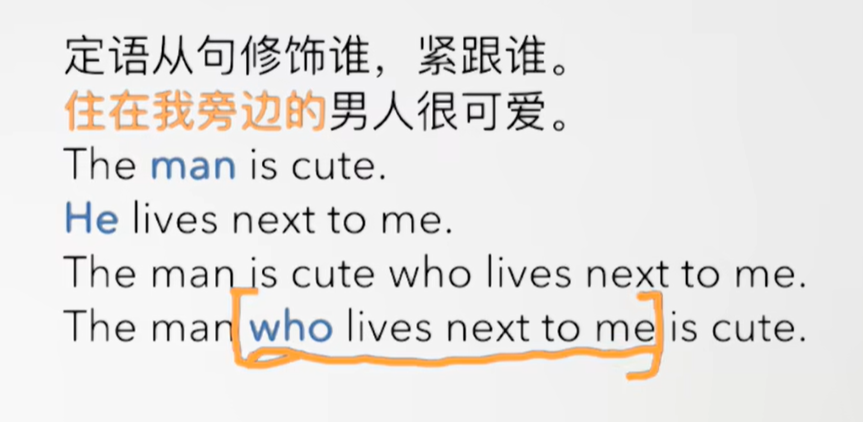 定语从句修饰谁，紧跟谁。
住在我旁边的男人很可爱。
The man is cute.
He lives next to me.
The man is cute who lives next to me.
The man who lives next to me is cute.